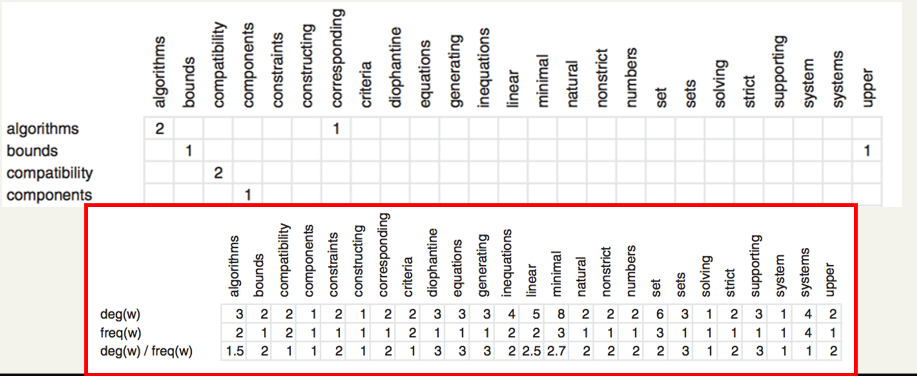 algorithms bounds compatibility components constraints constructing corresponding criteria diophantine equations generating inequations linear minimal natural nonstrict numbers set sets solving strict supporting system systems upper
algorithms 2 1
bounds 1 1
compatibility 2
components 1
algorithms bounds compatibility components constraints constructing corresponding criteria diophantine equations generating inequations linear minimal natural nonstrict numbers set sets solving strict supporting system systems upper
deg(w) 3 2 2 1 2 1 2 2 3 3 3 4 5 8 2 2 2 6 3 1 2 3 1 4 2
freq(w) 2 1 2 1 1 1 1 2 1 1 1 2 2 3 1 1 1 3 1 1 1 1 1 4 1
deg(w) / freq(w) 1.5 2 1 1 2 1 2 1 3 3 3 2 2.5 2.7 2 2 2 2 3 1 2 3 1 1 2